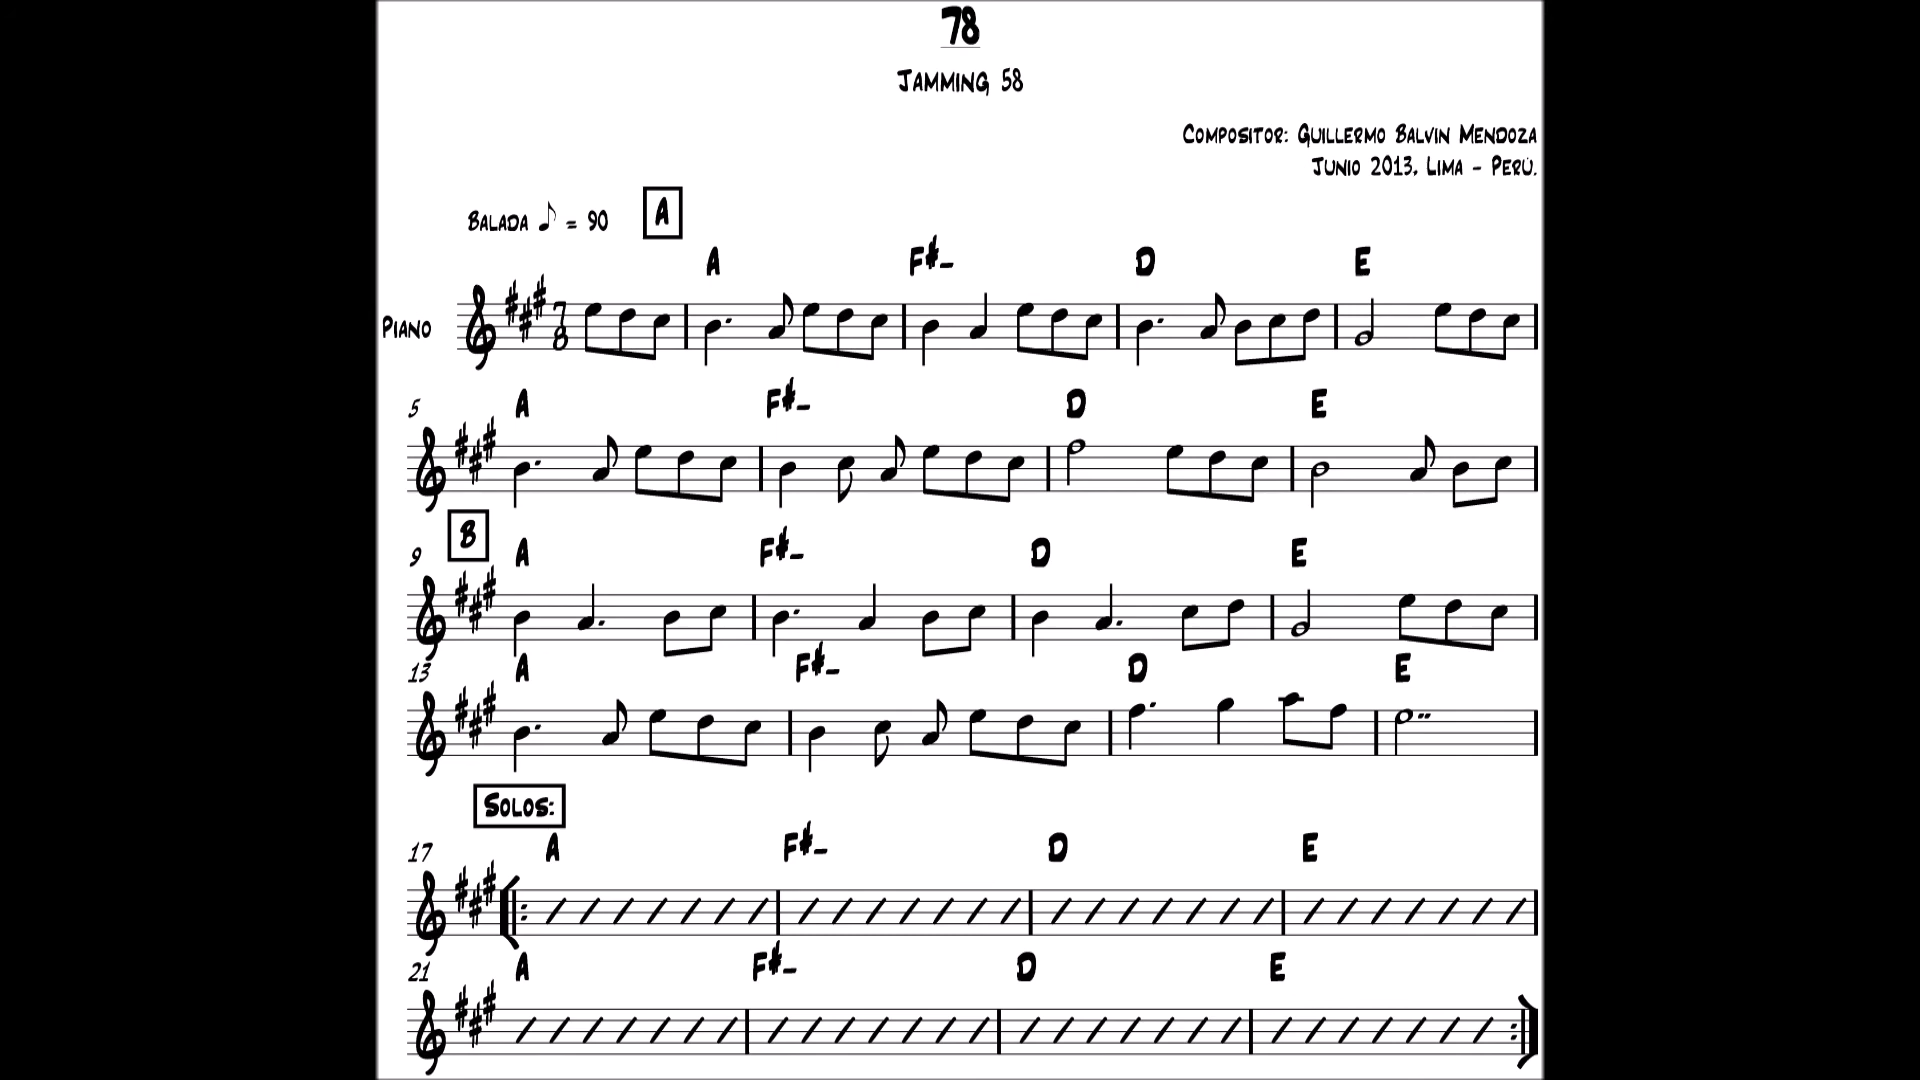 78
Jamming 58
Compositor: Guillermo Balvin Mendoza
Junio 2013, Lima - Perú.
Balada ♪ = 90
A
A F#- D E
Piano 7/8
5 A F#- D E
B
9 A F#- D E
13 A F#- D E
Solos:
17 A F#- D E
21 A F#- D E